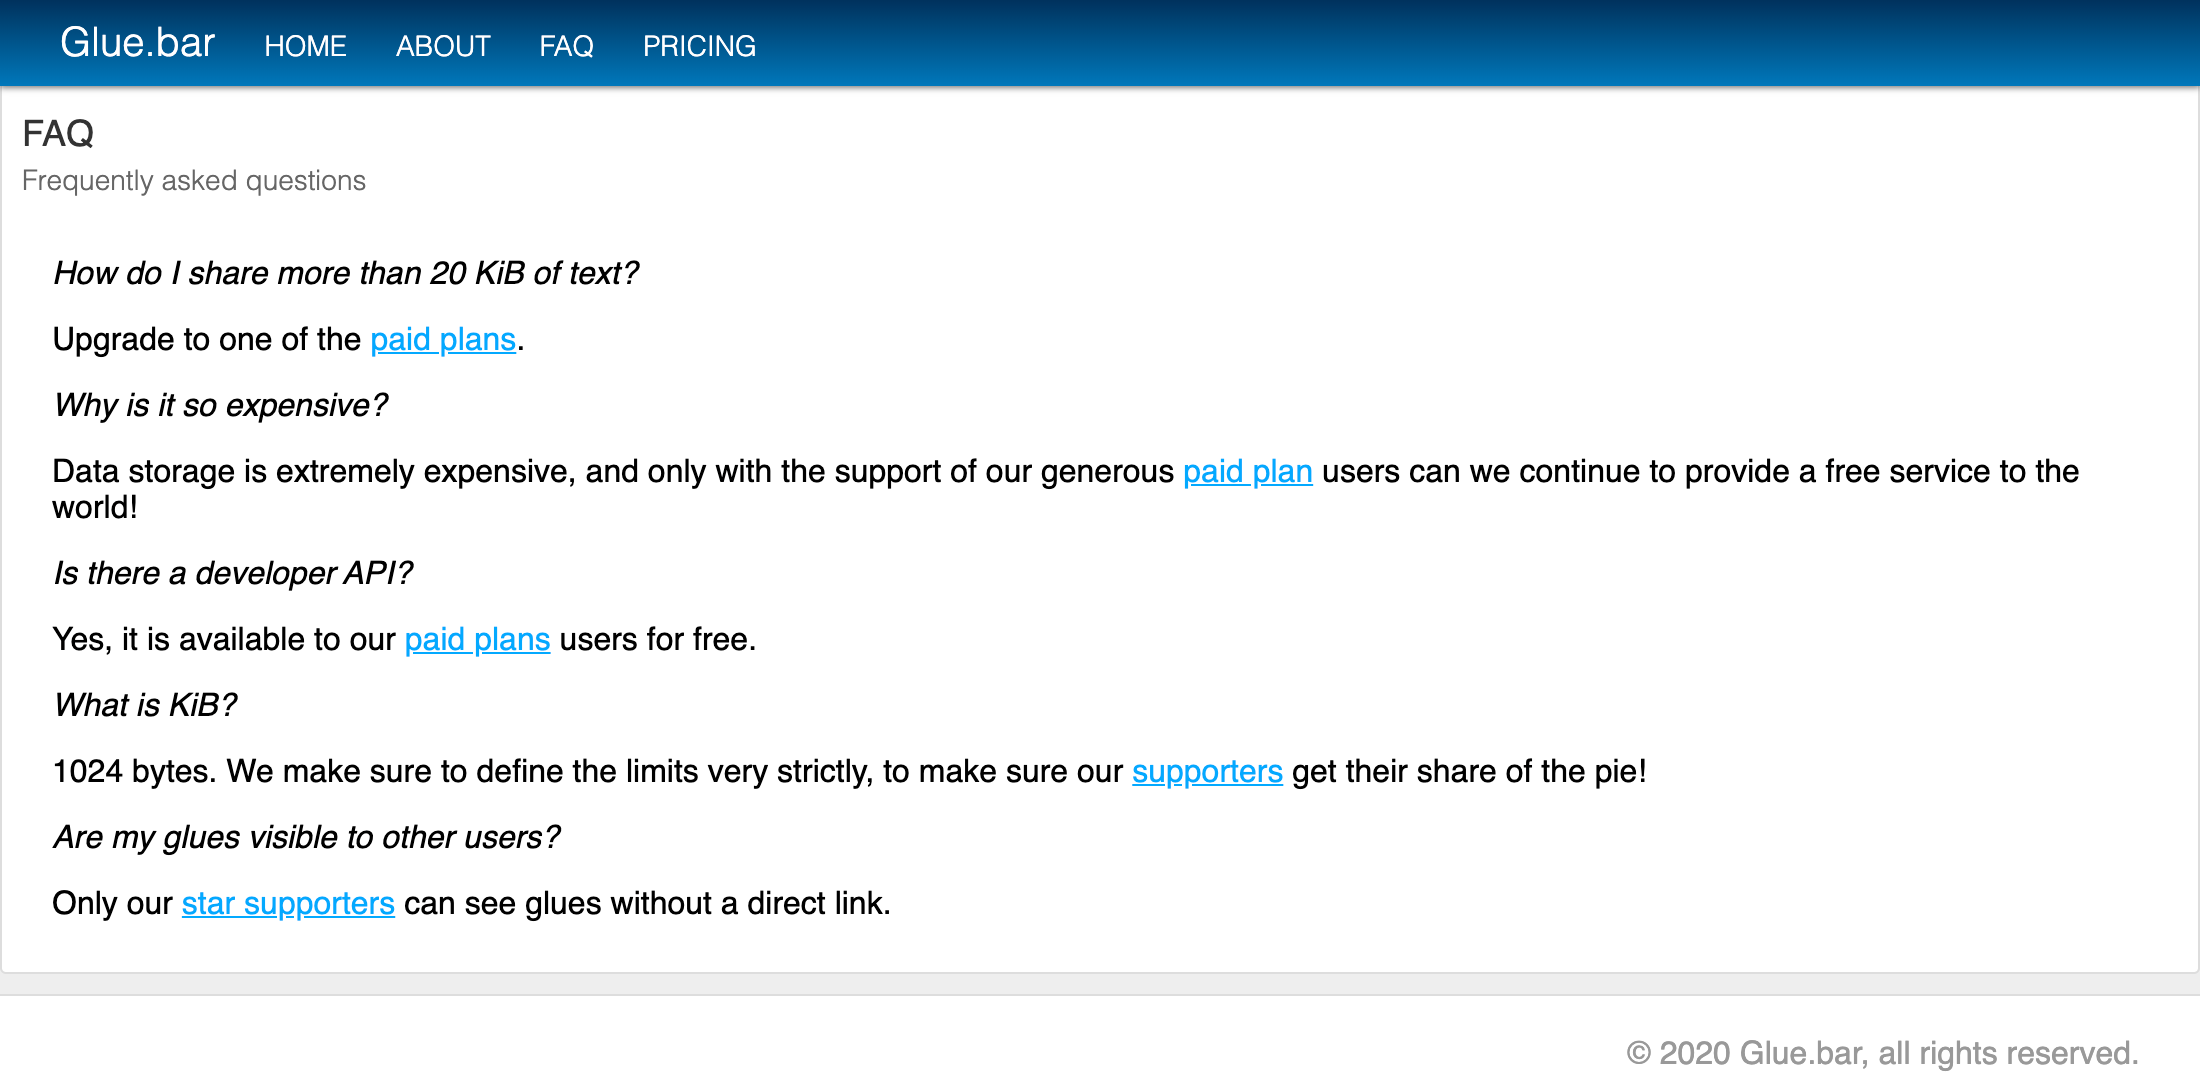 Glue.bar HOME ABOUT FAQ PRICING
FAQ
Frequently asked questions
How do I share more than 20 KiB of text?
Upgrade to one of the paid plans.
Why is it so expensive?
Data storage is extremely expensive, and only with the support of our generous paid plan users can we continue to provide a free service to the
world!
Is there a developer API?
Yes, it is available to our paid plans users for free.
What is KiB?
1024 bytes. We make sure to define the limits very strictly, to make sure our supporters get their share of the pie!
Are my glues visible to other users?
Only our star supporters can see glues without a direct link.
© 2020 Glue.bar, all rights reserved.